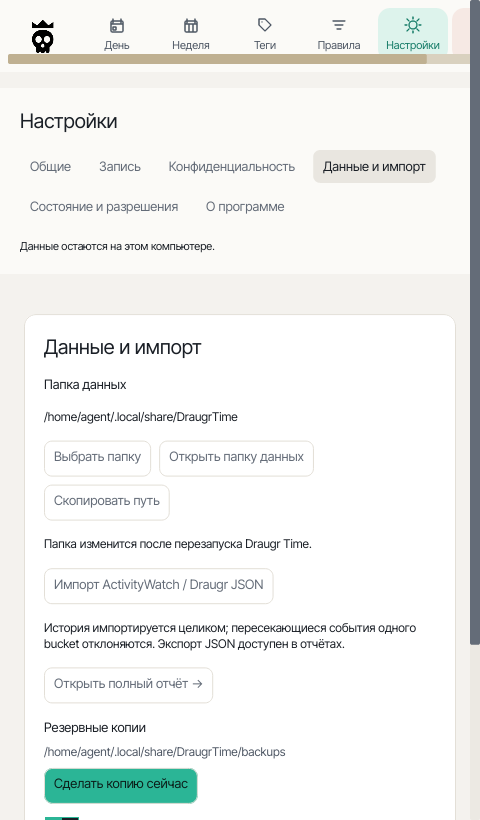 День Неделя Теги Правила Настройки
Настройки
Общие Запись Конфиденциальность Данные и импорт
Состояние и разрешения О программе
Данные остаются на этом компьютере.
Данные и импорт
Папка данных
/home/agent/.local/share/DraugrTime
Выбрать папку Открыть папку данных
Скопировать путь
Папка изменится после перезапуска Draugr Time.
Импорт ActivityWatch / Draugr JSON
История импортируется целиком; пересекающиеся события одного
bucket отклоняются. Экспорт JSON доступен в отчётах.
Открыть полный отчёт →
Резервные копии
/home/agent/.local/share/DraugrTime/backups
Сделать копию сейчас